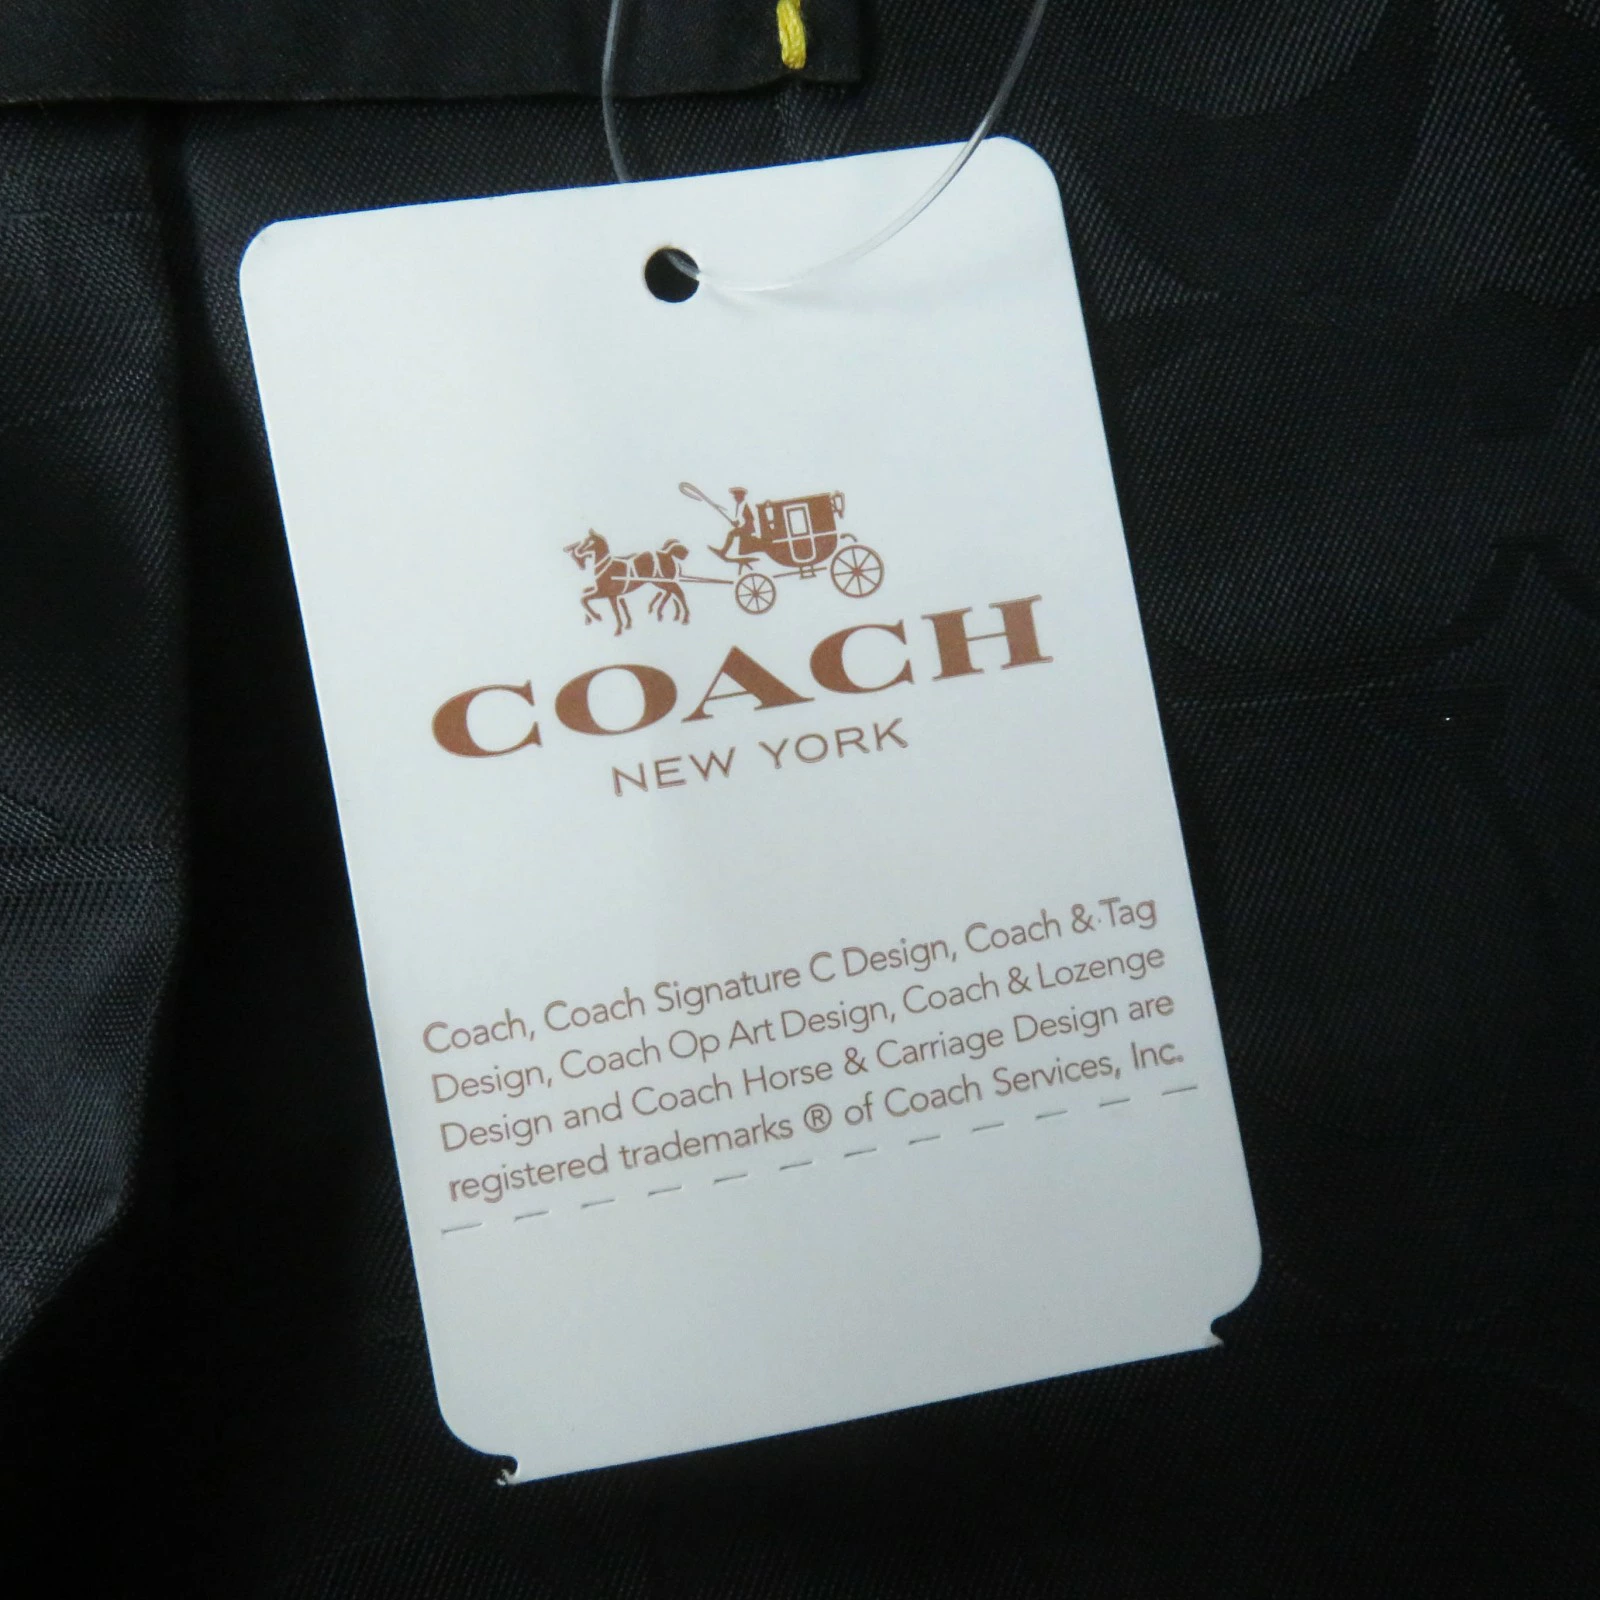 COACH
NEW YORK
Coach, Coach Signature C Design, Coach & Tag
Design, Coach Op Art Design, Coach & Lozenge
Design and Coach Horse & Carriage Design are
registered trademarks ® of Coach Services, Inc.